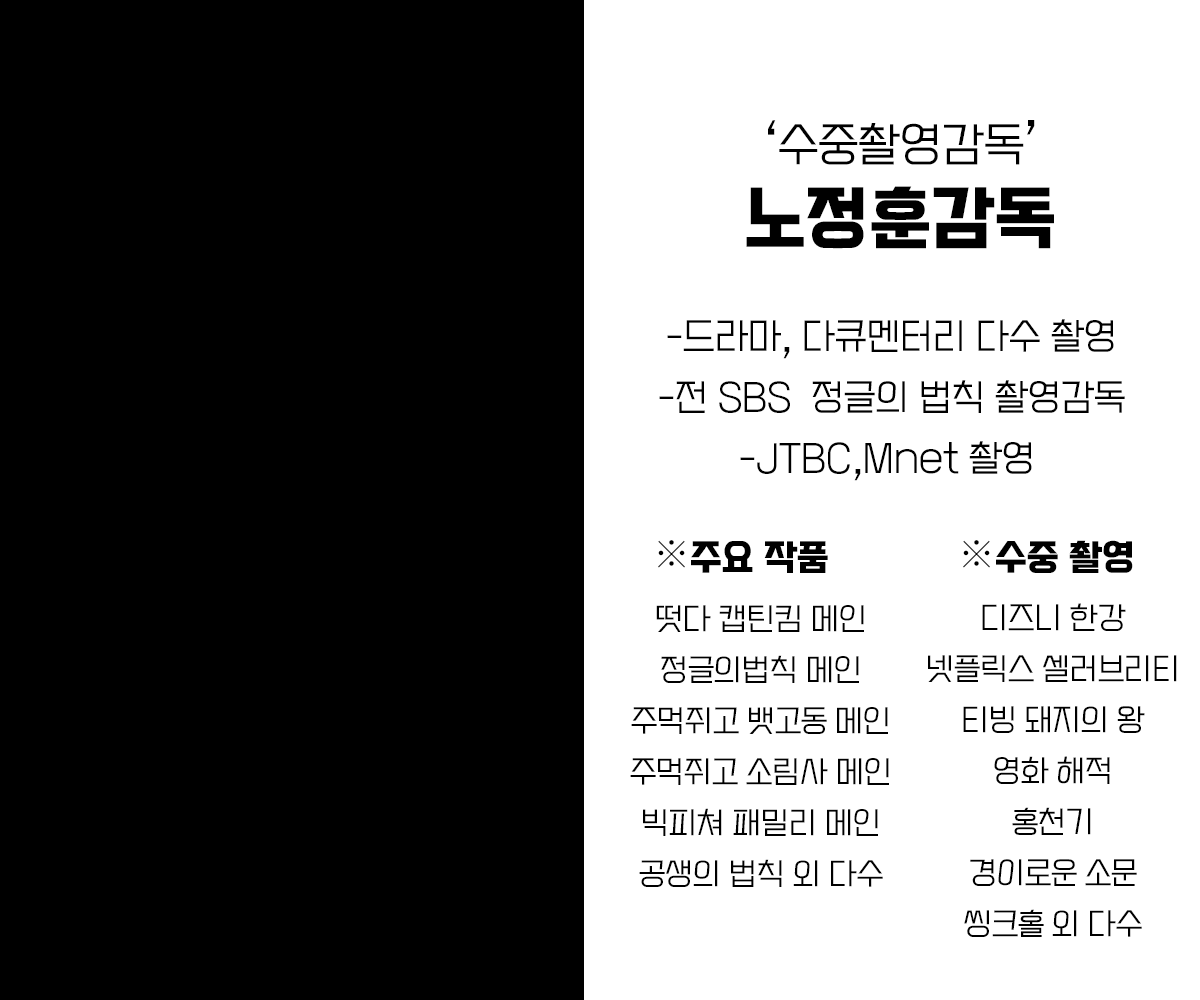 ‘수중촬영감독’
노정훈감독
-드라마, 다큐멘터리 다수 촬영
-전 SBS 정글의 법칙 촬영감독
-JTBC,Mnet 촬영
※주요 작품
떳다 캡틴킴 메인
정글의법칙 메인
주먹쥐고 뱃고동 메인
주먹쥐고 소림사 메인
빅피쳐 패밀리 메인
공생의 법칙 외 다수
※수중 촬영
디즈니 한강
넷플릭스 셀러브리티
티빙 돼지의 왕
영화 해적
홍천기
경이로운 소문
씽크홀 외 다수